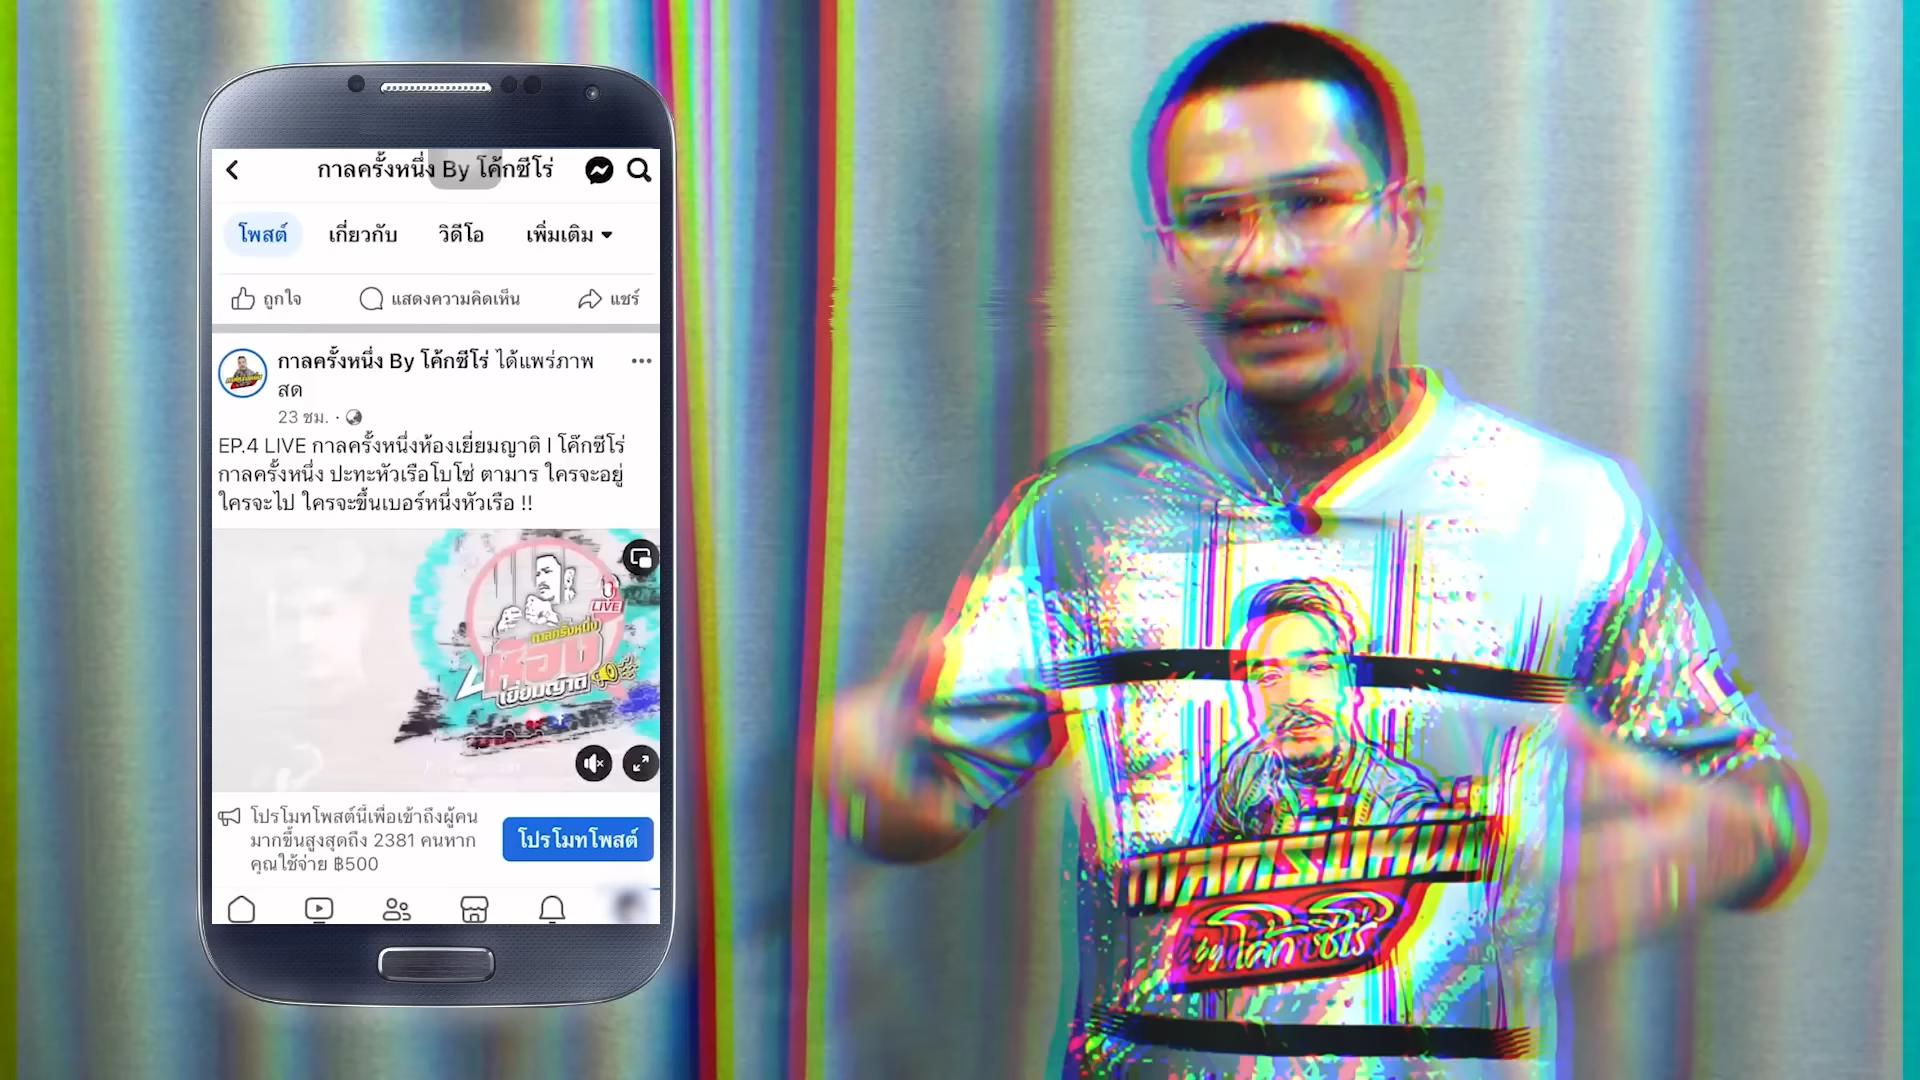 กาลครั้งหนึ่ง By โค้กซีโร่
โพสต์ เกี่ยวกับ วิดีโอ เพิ่มเติม
ถูกใจ แสดงความคิดเห็น แชร์
กาลครั้งหนึ่ง By โค้กซีโร่ ได้แพร่ภาพ
สด
23 ชม. ·
EP.4 LIVE กาลครั้งหนึ่งห้องเยี่ยมญาติ I โค๊กซีโร่
กาลครั้งหนึ่ง ปะทะหัวเรือโบโซ่ ตามาร ใครจะอยู่
ใครจะไป ใครจะขึ้นเบอร์หนึ่งหัวเรือ !!
LIVE
กาลครั้งหนึ่ง
ห้อง
เยี่ยมญาติ
โปรโมทโพสต์นี้เพื่อเข้าถึงผู้คน
มากขึ้นสูงสุดถึง 2381 คนหาก
คุณใช้จ่าย ฿500
โปรโมทโพสต์
กาลครั้งหนึ่ง
by โค้กซีโร่